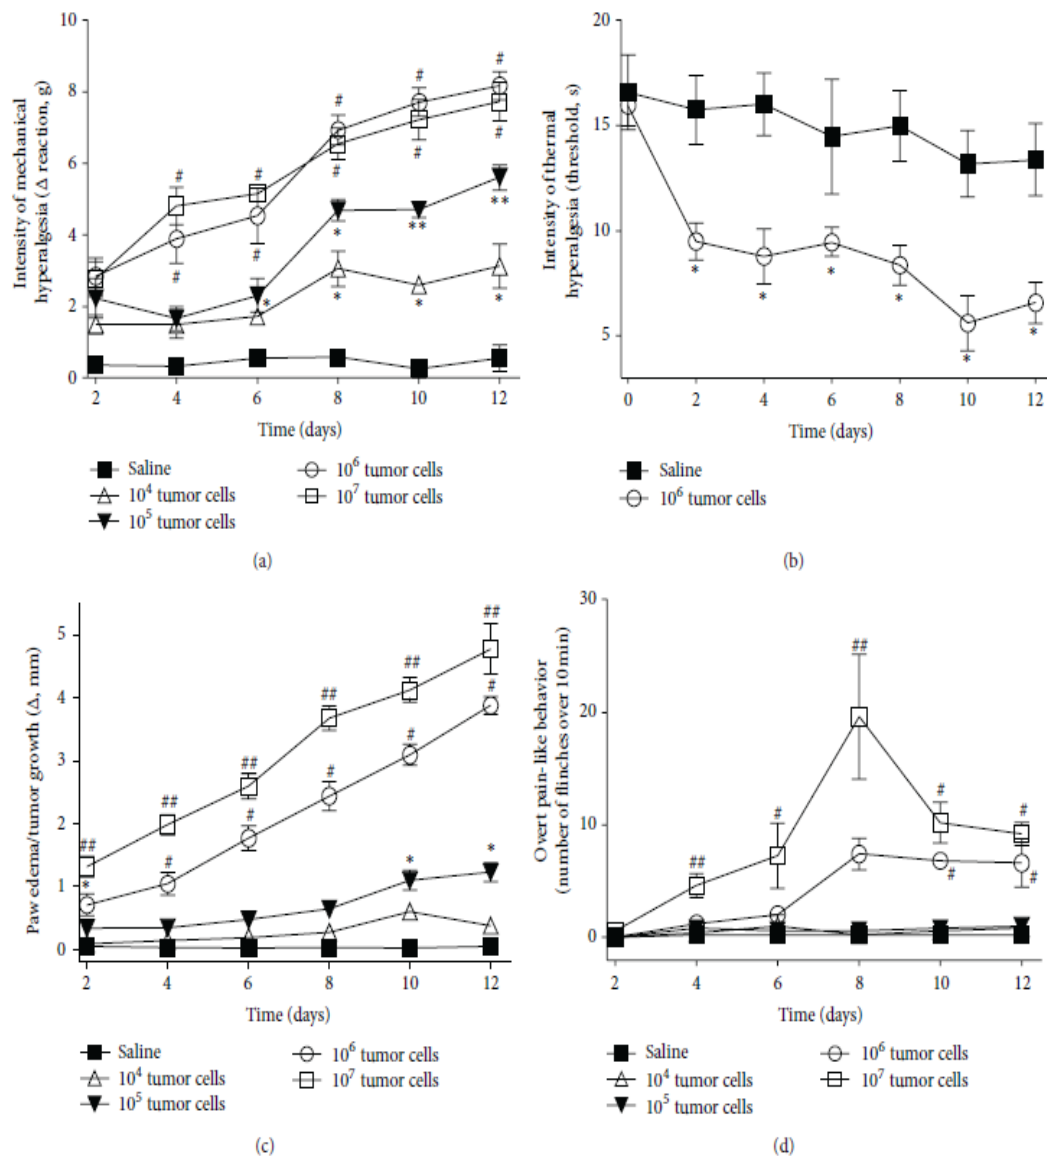 10
8
6
4
2
0
Intensity of mechanical
hyperalgesia (Δ reaction, g)
#
#
#
#
#
#
#
#
#
#
*
*
*
**
*
**
*
2 4 6 8 10 12
Time (days)
Saline
10⁴ tumor cells
10⁵ tumor cells
10⁶ tumor cells
10⁷ tumor cells
(a)
20
15
10
5
Intensity of thermal
hyperalgesia (threshold, s)
*
*
*
*
*
*
0 2 4 6 8 10 12
Time (days)
Saline
10⁶ tumor cells
(b)
5
4
3
2
1
0
Paw edema/tumor growth (Δ, mm)
##
##
##
##
##
##
*
#
#
#
#
#
*
*
2 4 6 8 10 12
Time (days)
Saline
10⁴ tumor cells
10⁵ tumor cells
10⁶ tumor cells
10⁷ tumor cells
(c)
30
20
10
0
Overt pain-like behavior
(number of flinches over 10 min)
##
#
##
#
#
#
#
2 4 6 8 10 12
Time (days)
Saline
10⁴ tumor cells
10⁵ tumor cells
10⁶ tumor cells
10⁷ tumor cells
(d)